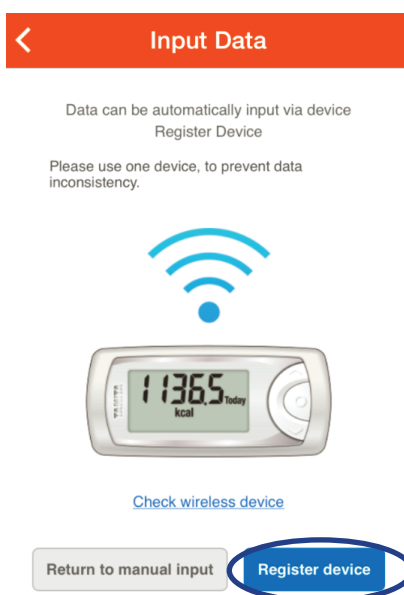 Input Data
Data can be automatically input via device
Register Device
Please use one device, to prevent data
inconsistency.
1136.5 Today
kcal
TANITA
Check wireless device
Return to manual input
Register device